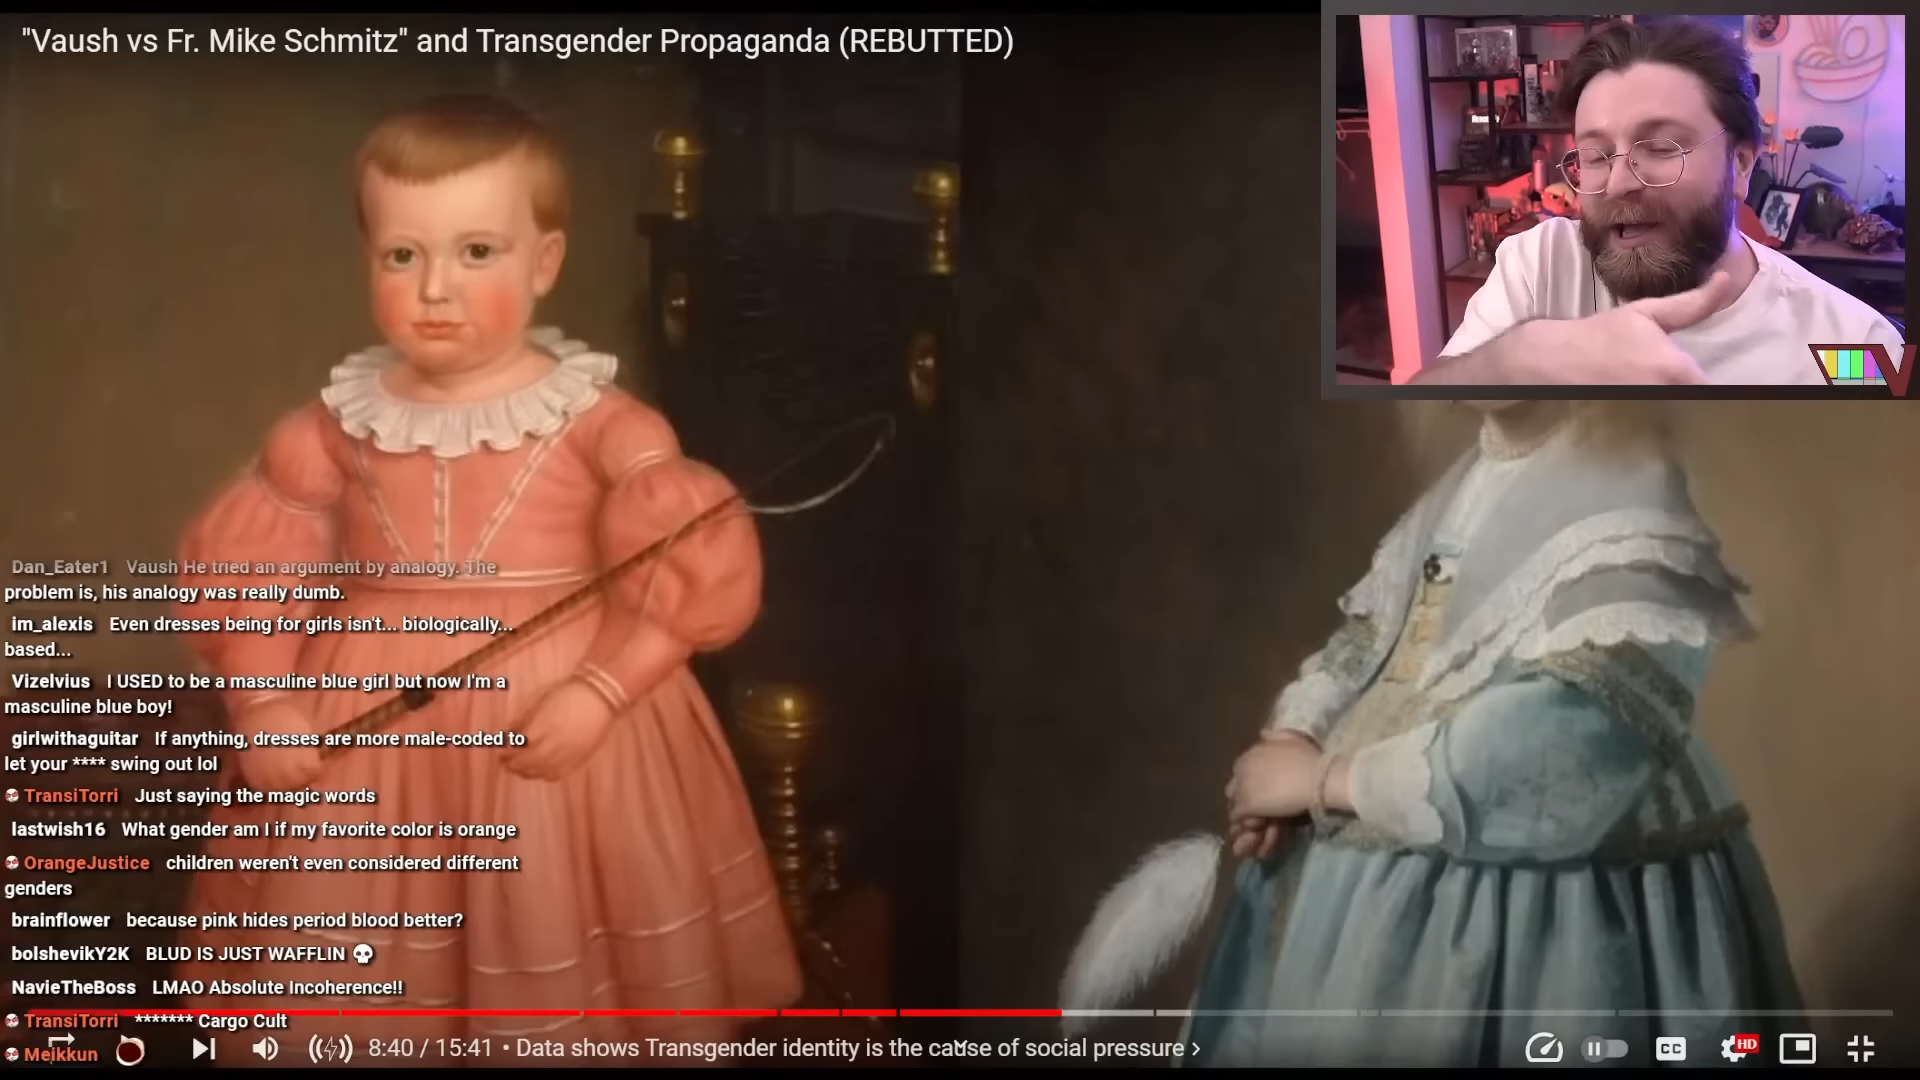 "Vaush vs Fr. Mike Schmitz" and Transgender Propaganda (REBUTTED)
Dan_Eater1 Vaush He tried an argument by analogy. The
problem is, his analogy was really dumb.
im_alexis Even dresses being for girls isn't... biologically...
based...
Vizelvius I USED to be a masculine blue girl but now I'm a
masculine blue boy!
girlwithaguitar If anything, dresses are more male-coded to
let your **** swing out lol
TransiTorri Just saying the magic words
lastwish16 What gender am I if my favorite color is orange
OrangeJustice children weren't even considered different
genders
brainflower because pink hides period blood better?
bolshevikY2K BLUD IS JUST WAFFLIN 💀
NavieTheBoss LMAO Absolute Incoherence!!
TransiTorri ******* Cargo Cult
Meikkun
8:40 / 15:41 • Data shows Transgender identity is the cause of social pressure ›
CC
HD